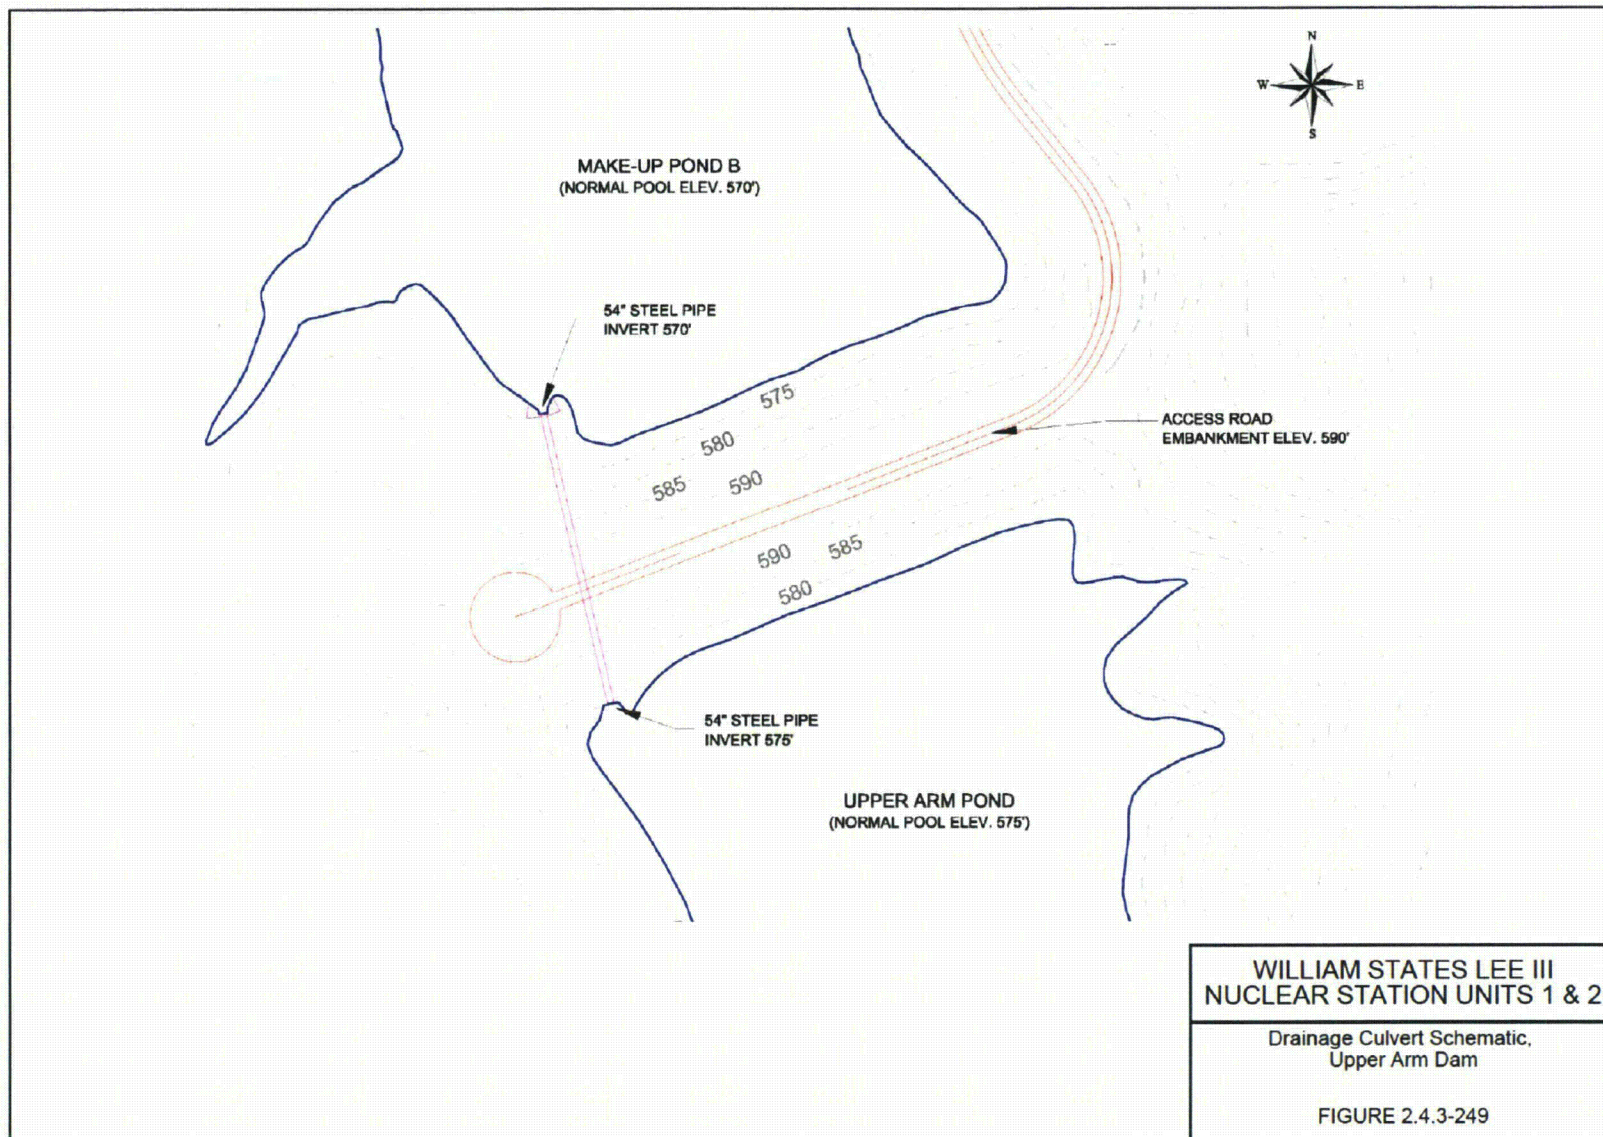 N
W
E
S
MAKE-UP POND B
(NORMAL POOL ELEV. 570')
54" STEEL PIPE
INVERT 570'
575
580
585
590
ACCESS ROAD
EMBANKMENT ELEV. 590'
590
585
580
54" STEEL PIPE
INVERT 575'
UPPER ARM POND
(NORMAL POOL ELEV. 575')
WILLIAM STATES LEE III
NUCLEAR STATION UNITS 1 & 2
Drainage Culvert Schematic,
Upper Arm Dam
FIGURE 2.4.3-249